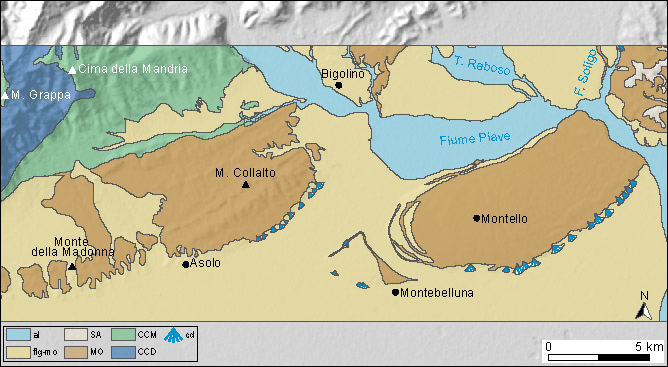 Cima della Mandria
Bigolino
T. Raboso
F. Soligo
M. Grappa
Fiume Piave
M. Collalto
Montello
Monte
della Madonna
Asolo
Montebelluna
N
al
SA
CCM
cd
flg-mo
MO
CCD
0
5 km